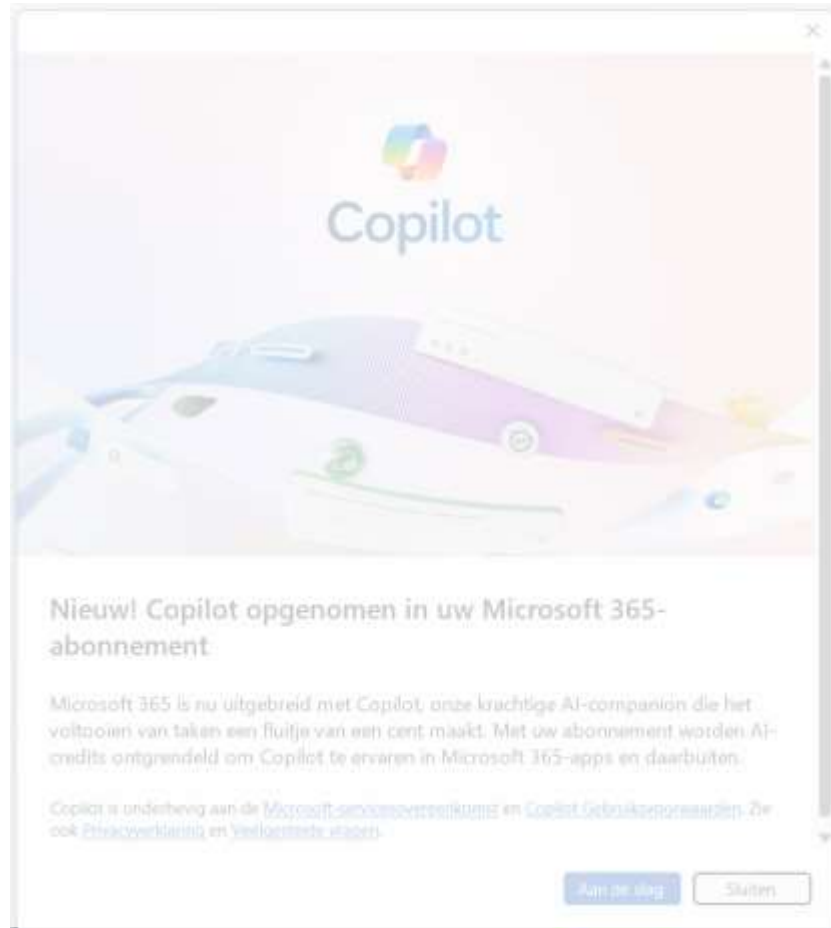 Copilot
Nieuw! Copilot opgenomen in uw Microsoft 365-
abonnement
Microsoft 365 is nu uitgebreid met Copilot, onze krachtige AI-companion die het
voltooien van taken een fluitje van een cent maakt. Met uw abonnement worden AI-
credits ontgrendeld om Copilot te ervaren in Microsoft 365-apps en daarbuiten.
Copilot is onderhevig aan de Microsoft-servicesovereenkomst en Copilot Gebruiksvoorwaarden. Zie
ook Privacyverklaring en Veelgestelde vragen.
Aan de slag
Sluiten